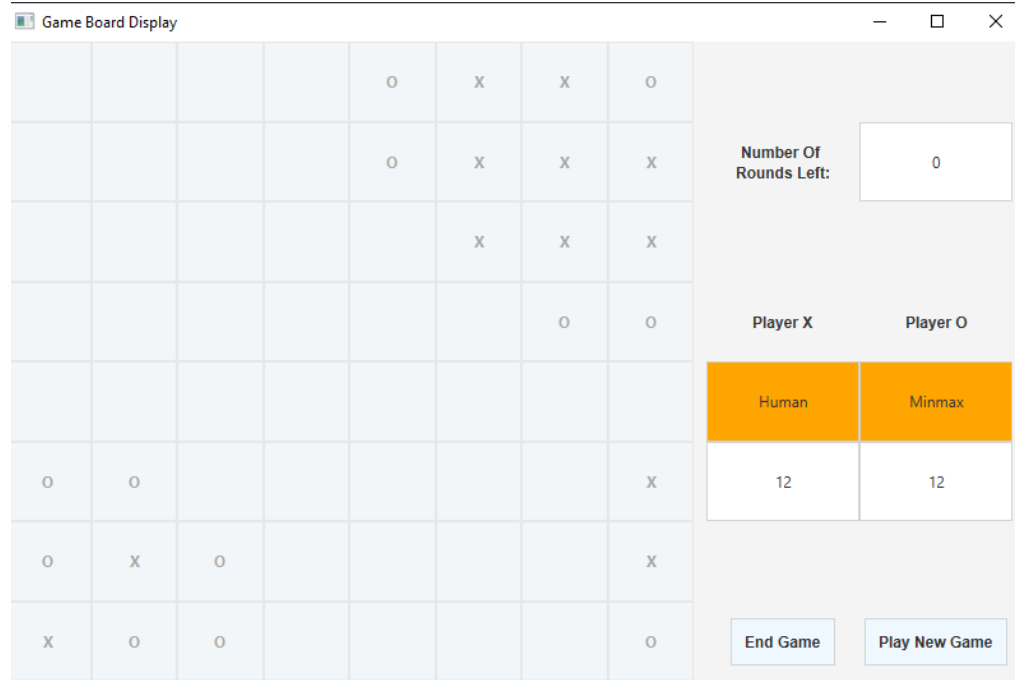 Game Board Display
O X X O
O X X X
Number Of
Rounds Left:
0
X X X
O O
Player X
Player O
Human
Minmax
O O X
12
12
O X O X
X O O O
End Game
Play New Game